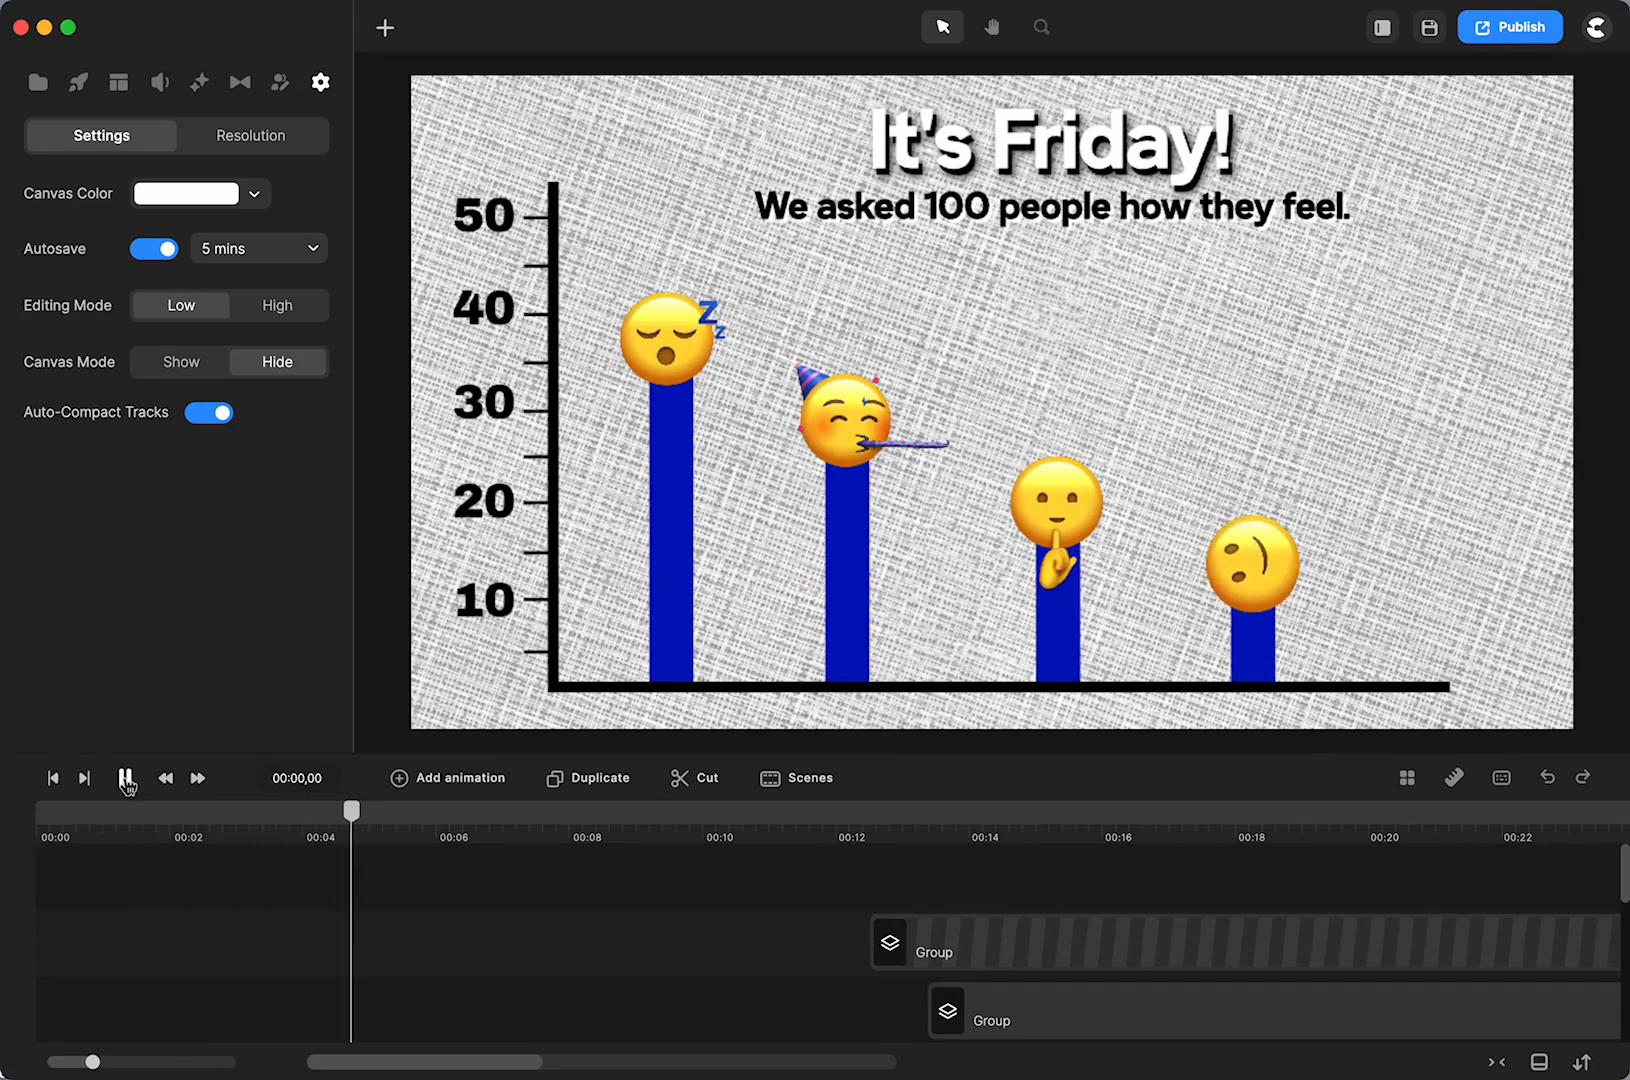 Publish
Settings
Resolution
Canvas Color
Autosave
5 mins
Editing Mode
Low
High
Canvas Mode
Show
Hide
Auto-Compact Tracks
It's Friday!
We asked 100 people how they feel.
50
40
30
20
10
Z
z
00:00,00
Add animation
Duplicate
Cut
Scenes
00:00
00:02
00:04
00:06
00:08
00:10
00:12
00:14
00:16
00:18
00:20
00:22
Group
Group